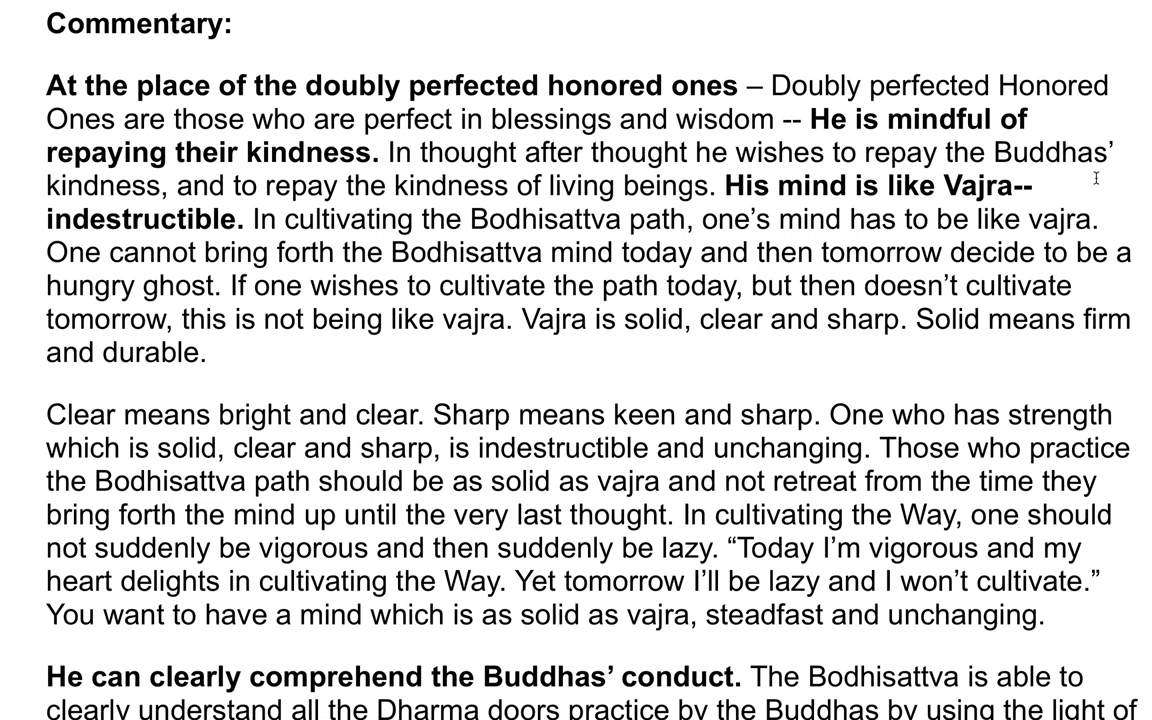 Commentary:
At the place of the doubly perfected honored ones – Doubly perfected Honored
Ones are those who are perfect in blessings and wisdom -- He is mindful of
repaying their kindness. In thought after thought he wishes to repay the Buddhas’
kindness, and to repay the kindness of living beings. His mind is like Vajra--
indestructible. In cultivating the Bodhisattva path, one’s mind has to be like vajra.
One cannot bring forth the Bodhisattva mind today and then tomorrow decide to be a
hungry ghost. If one wishes to cultivate the path today, but then doesn’t cultivate
tomorrow, this is not being like vajra. Vajra is solid, clear and sharp. Solid means firm
and durable.
Clear means bright and clear. Sharp means keen and sharp. One who has strength
which is solid, clear and sharp, is indestructible and unchanging. Those who practice
the Bodhisattva path should be as solid as vajra and not retreat from the time they
bring forth the mind up until the very last thought. In cultivating the Way, one should
not suddenly be vigorous and then suddenly be lazy. “Today I’m vigorous and my
heart delights in cultivating the Way. Yet tomorrow I’ll be lazy and I won’t cultivate.”
You want to have a mind which is as solid as vajra, steadfast and unchanging.
He can clearly comprehend the Buddhas’ conduct. The Bodhisattva is able to
clearly understand all the Dharma doors practice by the Buddhas by using the light of